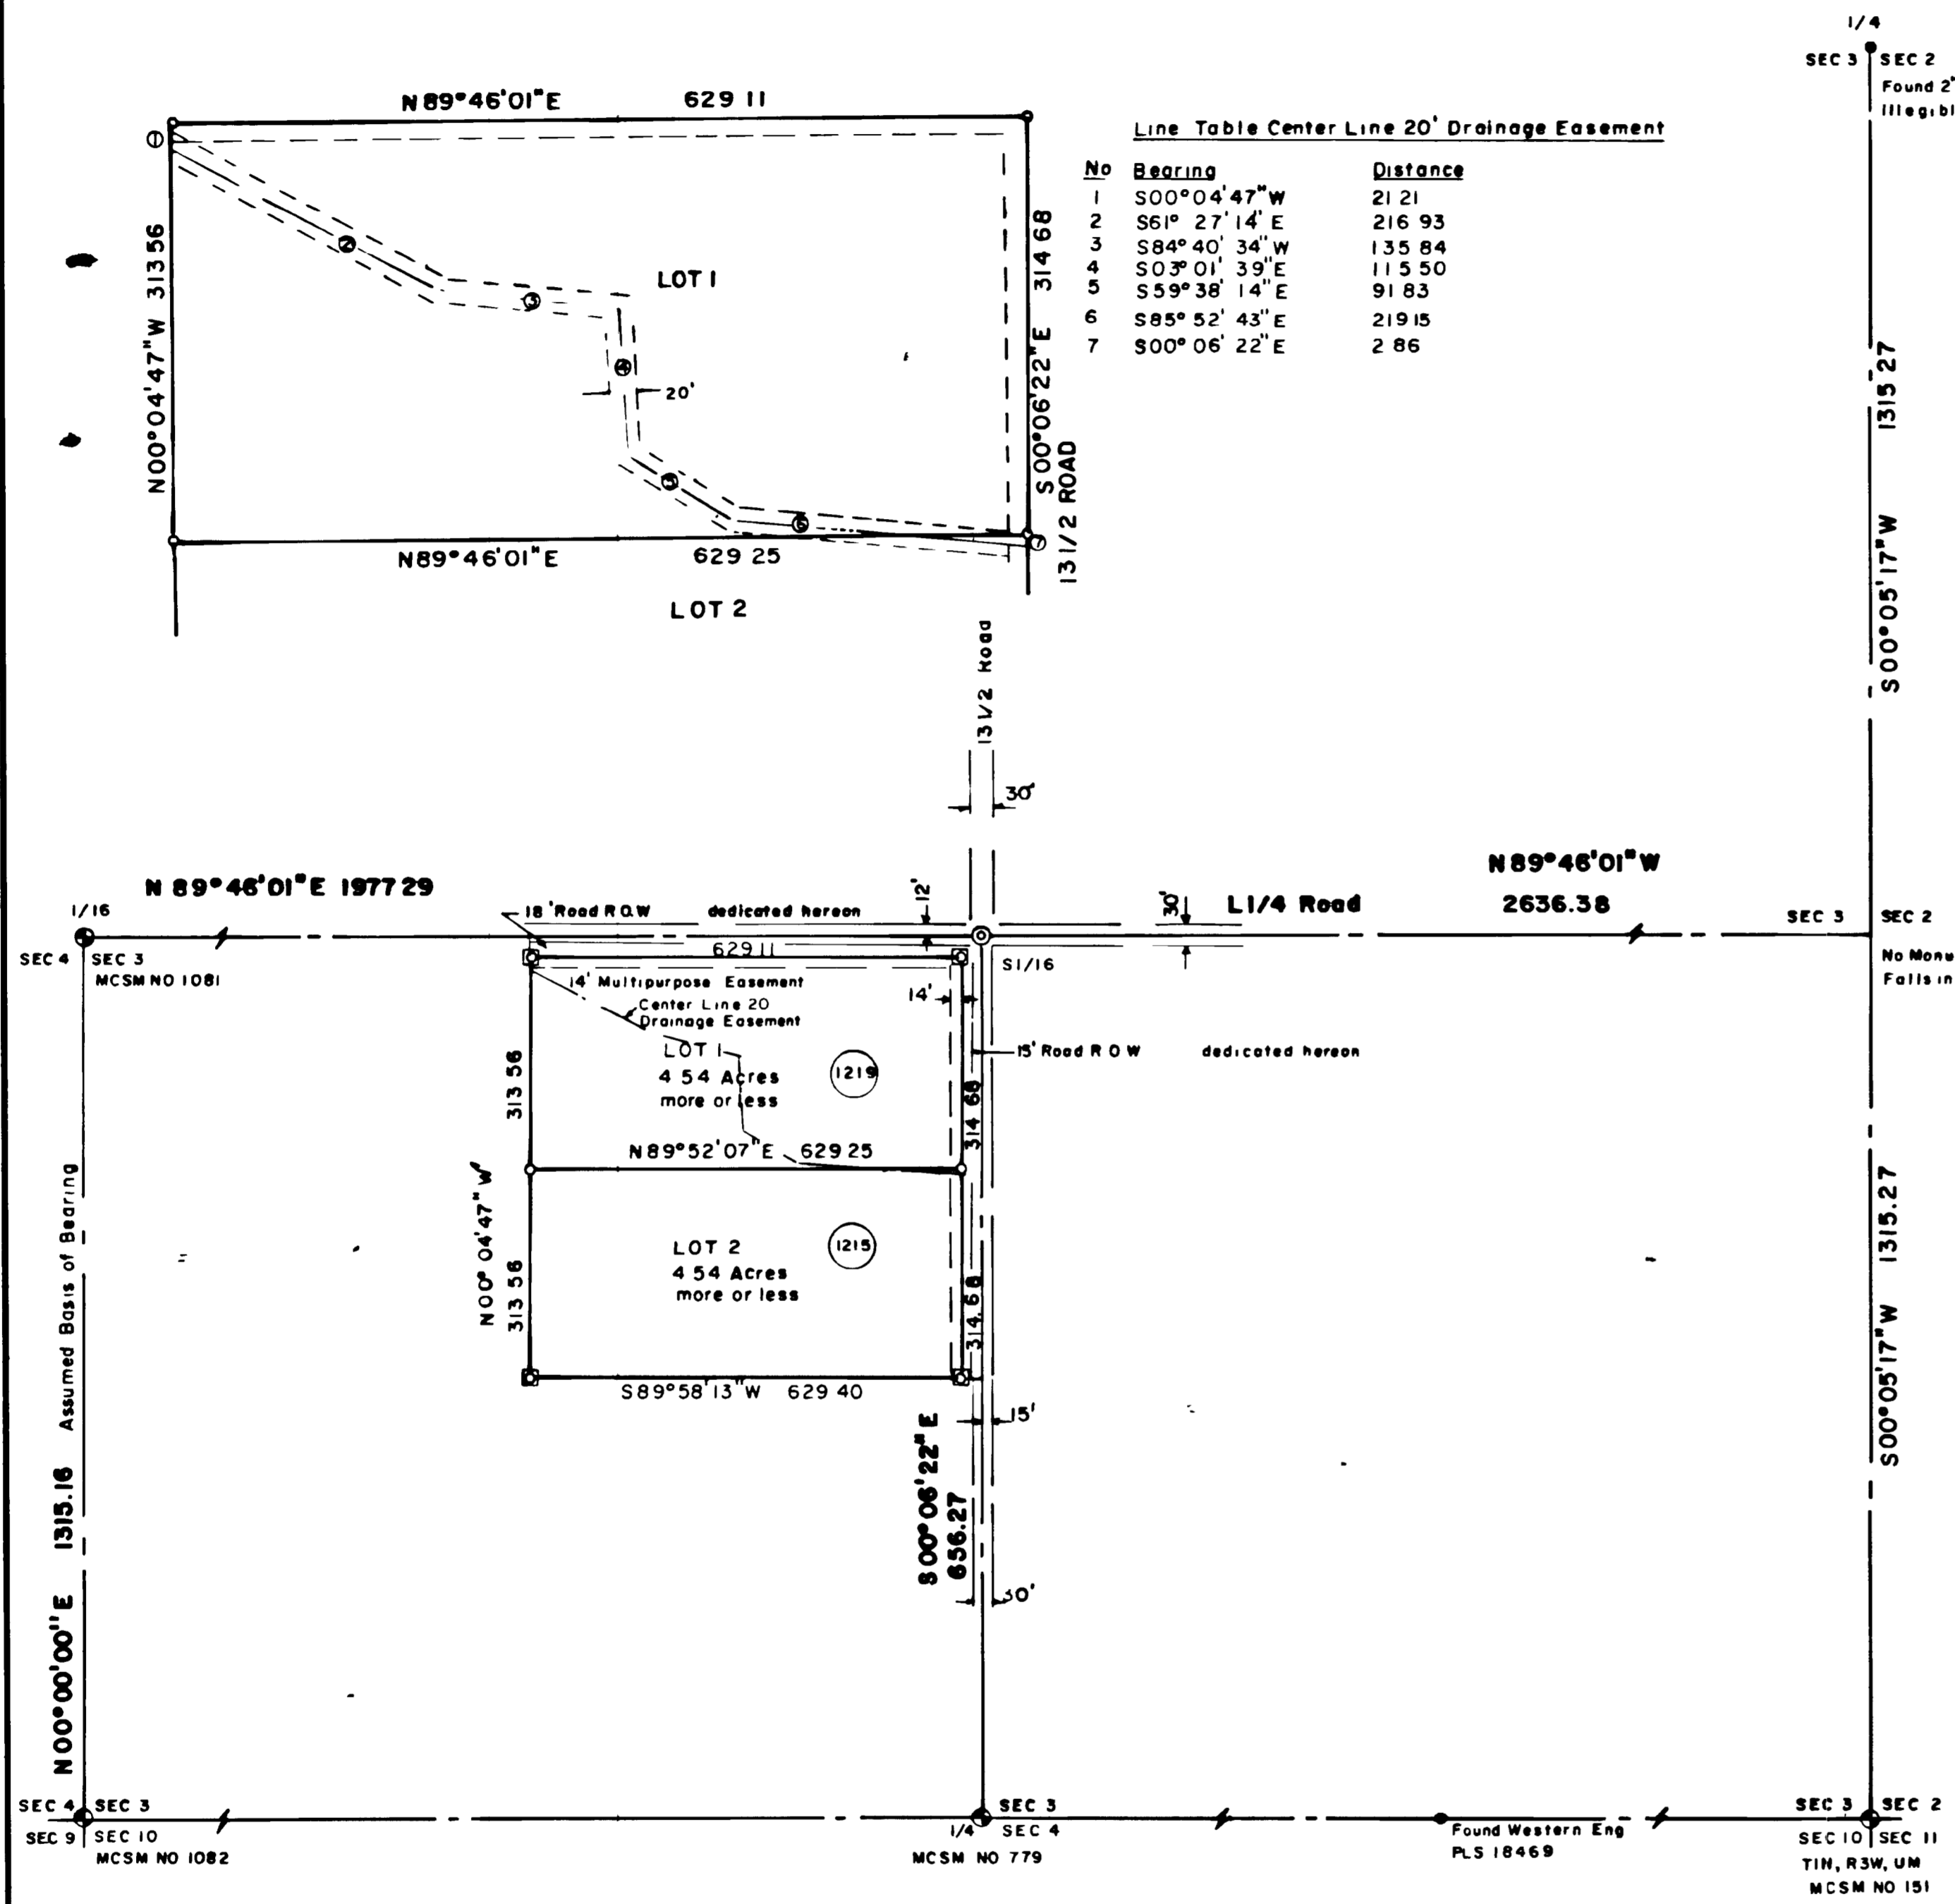 1/4
SEC 3 SEC 2
Found 2"
Illegibl
N89°46'01"E 629 11
① 
②
③
④
⑤
⑥
⑦
N00°04'47"W 313 56
LOT 1
20'
314 68
S 00°06'22"E
13 1/2 ROAD
N89°46'01"E 629 25
LOT 2
Line Table Center Line 20' Drainage Easement
No Bearing Distance
1 S00°04'47"W 21 21
2 S61° 27' 14' E 216 93
3 S84° 40' 34" W 135 84
4 S03° 01' 39"E 115 50
5 S59° 38' 14"E 91 83
6 S85° 52' 43"E 219 15
7 S00° 06' 22"E 2 86
S00°05'17"W 1315 27
13 1/2 Road
30'
N 89°46'01"E 1977 29
1/16
SEC 4 SEC 3
MCSM NO 1081
18' Road R O W dedicated hereon
12'
629 11
S1/16
30'
L 1/4 Road
N89°46'01"W
2636.38
SEC 3 SEC 2
No Monu
Falls in
14' Multipurpose Easement
Center Line 20
Drainage Easement
14'
15' Road R O W dedicated hereon
LOT 1
4 54 Acres
more or less
1219
313 56
314 68
N89°52'07"E 629 25
N00° 04'47" W
LOT 2
4 54 Acres
more or less
1215
313 56
314.68
S89°58'13"W 629 40
15'
S 00°06'22" E
656.27
30'
Assumed Basis of Bearing
N00°00'00"E 1315.16
S00°05'17"W 1315.27
SEC 4 SEC 3
SEC 9 SEC 10
MCSM NO 1082
SEC 3
1/4 SEC 4
MCSM NO 779
Found Western Eng
PLS 18469
SEC 3 SEC 2
SEC 10 SEC 11
T1N, R3W, UM
MCSM NO 151